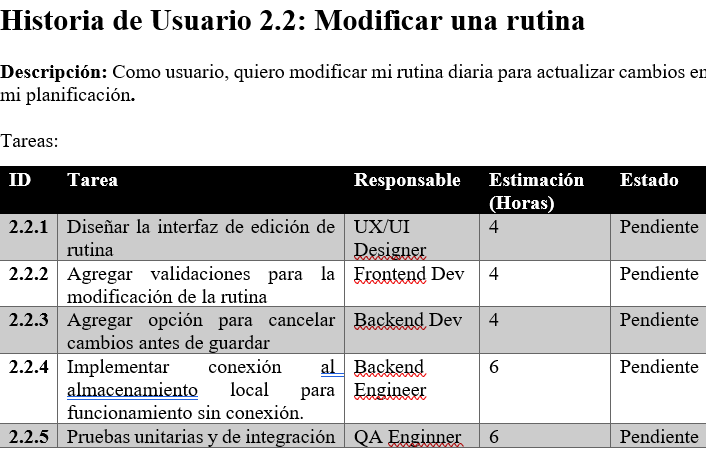 Historia de Usuario 2.2: Modificar una rutina
Descripción: Como usuario, quiero modificar mi rutina diaria para actualizar cambios en
mi planificación.
Tareas:
ID Tarea Responsable Estimación (Horas) Estado
2.2.1 Diseñar la interfaz de edición de rutina UX/UI Designer 4 Pendiente
2.2.2 Agregar validaciones para la modificación de la rutina Frontend Dev 4 Pendiente
2.2.3 Agregar opción para cancelar cambios antes de guardar Backend Dev 4 Pendiente
2.2.4 Implementar conexión al almacenamiento local para funcionamiento sin conexión. Backend Engineer 6 Pendiente
2.2.5 Pruebas unitarias y de integración QA Enginner 6 Pendiente